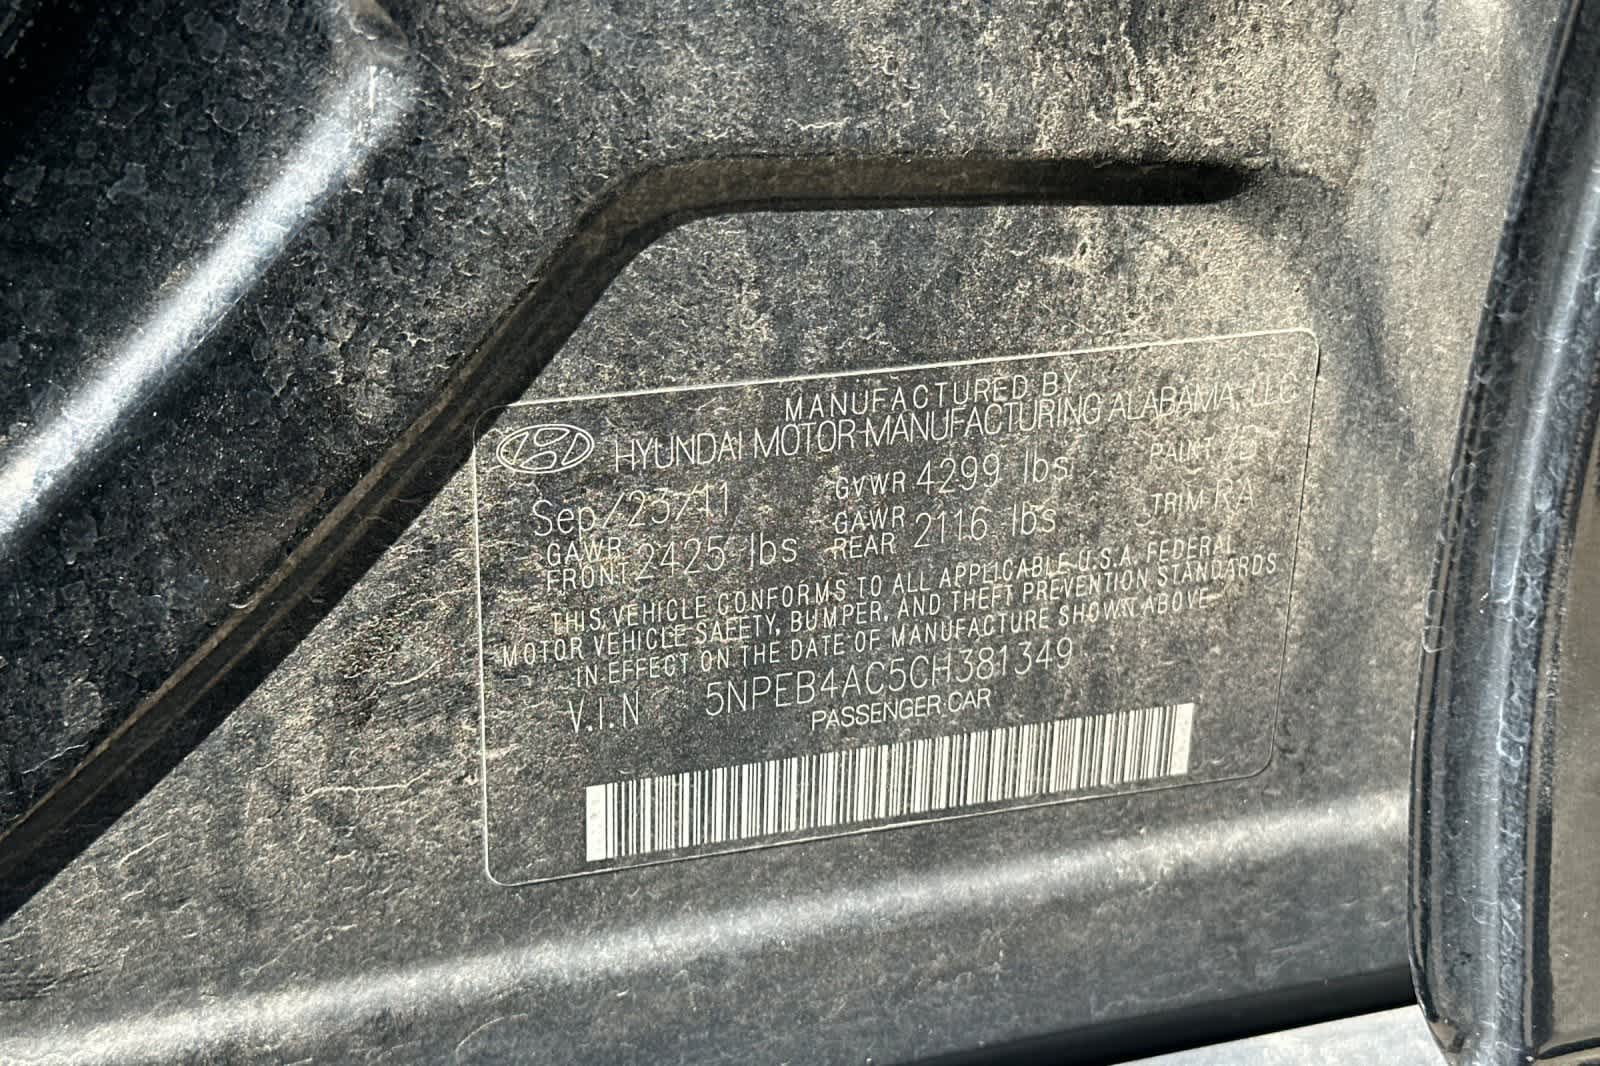 MANUFACTURED BY
HYUNDAI MOTOR MANUFACTURING ALABAMA, LLC
Sep/23/11 GVWR 4299 lbs PAINT
GAWR FRONT 2425 lbs GAWR REAR 2116 lbs TRIM RA
THIS VEHICLE CONFORMS TO ALL APPLICABLE U.S.A. FEDERAL
MOTOR VEHICLE SAFETY, BUMPER, AND THEFT PREVENTION STANDARDS
IN EFFECT ON THE DATE OF MANUFACTURE SHOWN ABOVE
V.I.N 5NPEB4AC5CH381349
PASSENGER CAR